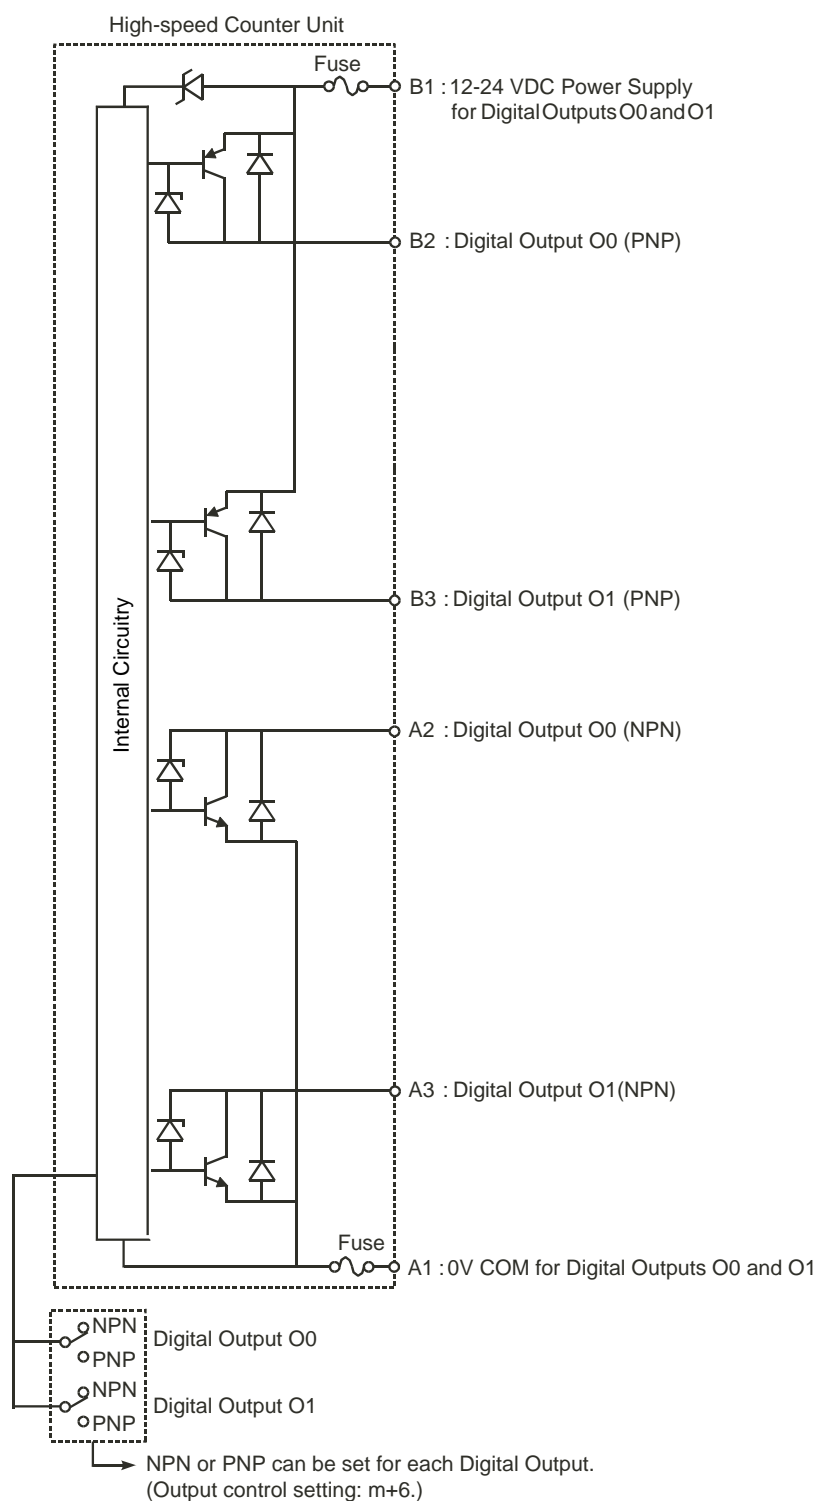 High-speed Counter Unit
Fuse
B1 : 12-24 VDC Power Supply
for Digital Outputs O0 and O1
B2 : Digital Output O0 (PNP)
B3 : Digital Output O1 (PNP)
Internal Circuitry
A2 : Digital Output O0 (NPN)
A3 : Digital Output O1(NPN)
Fuse
A1 : 0V COM for Digital Outputs O0 and O1
NPN
Digital Output O0
PNP
NPN
Digital Output O1
PNP
NPN or PNP can be set for each Digital Output.
(Output control setting: m+6.)